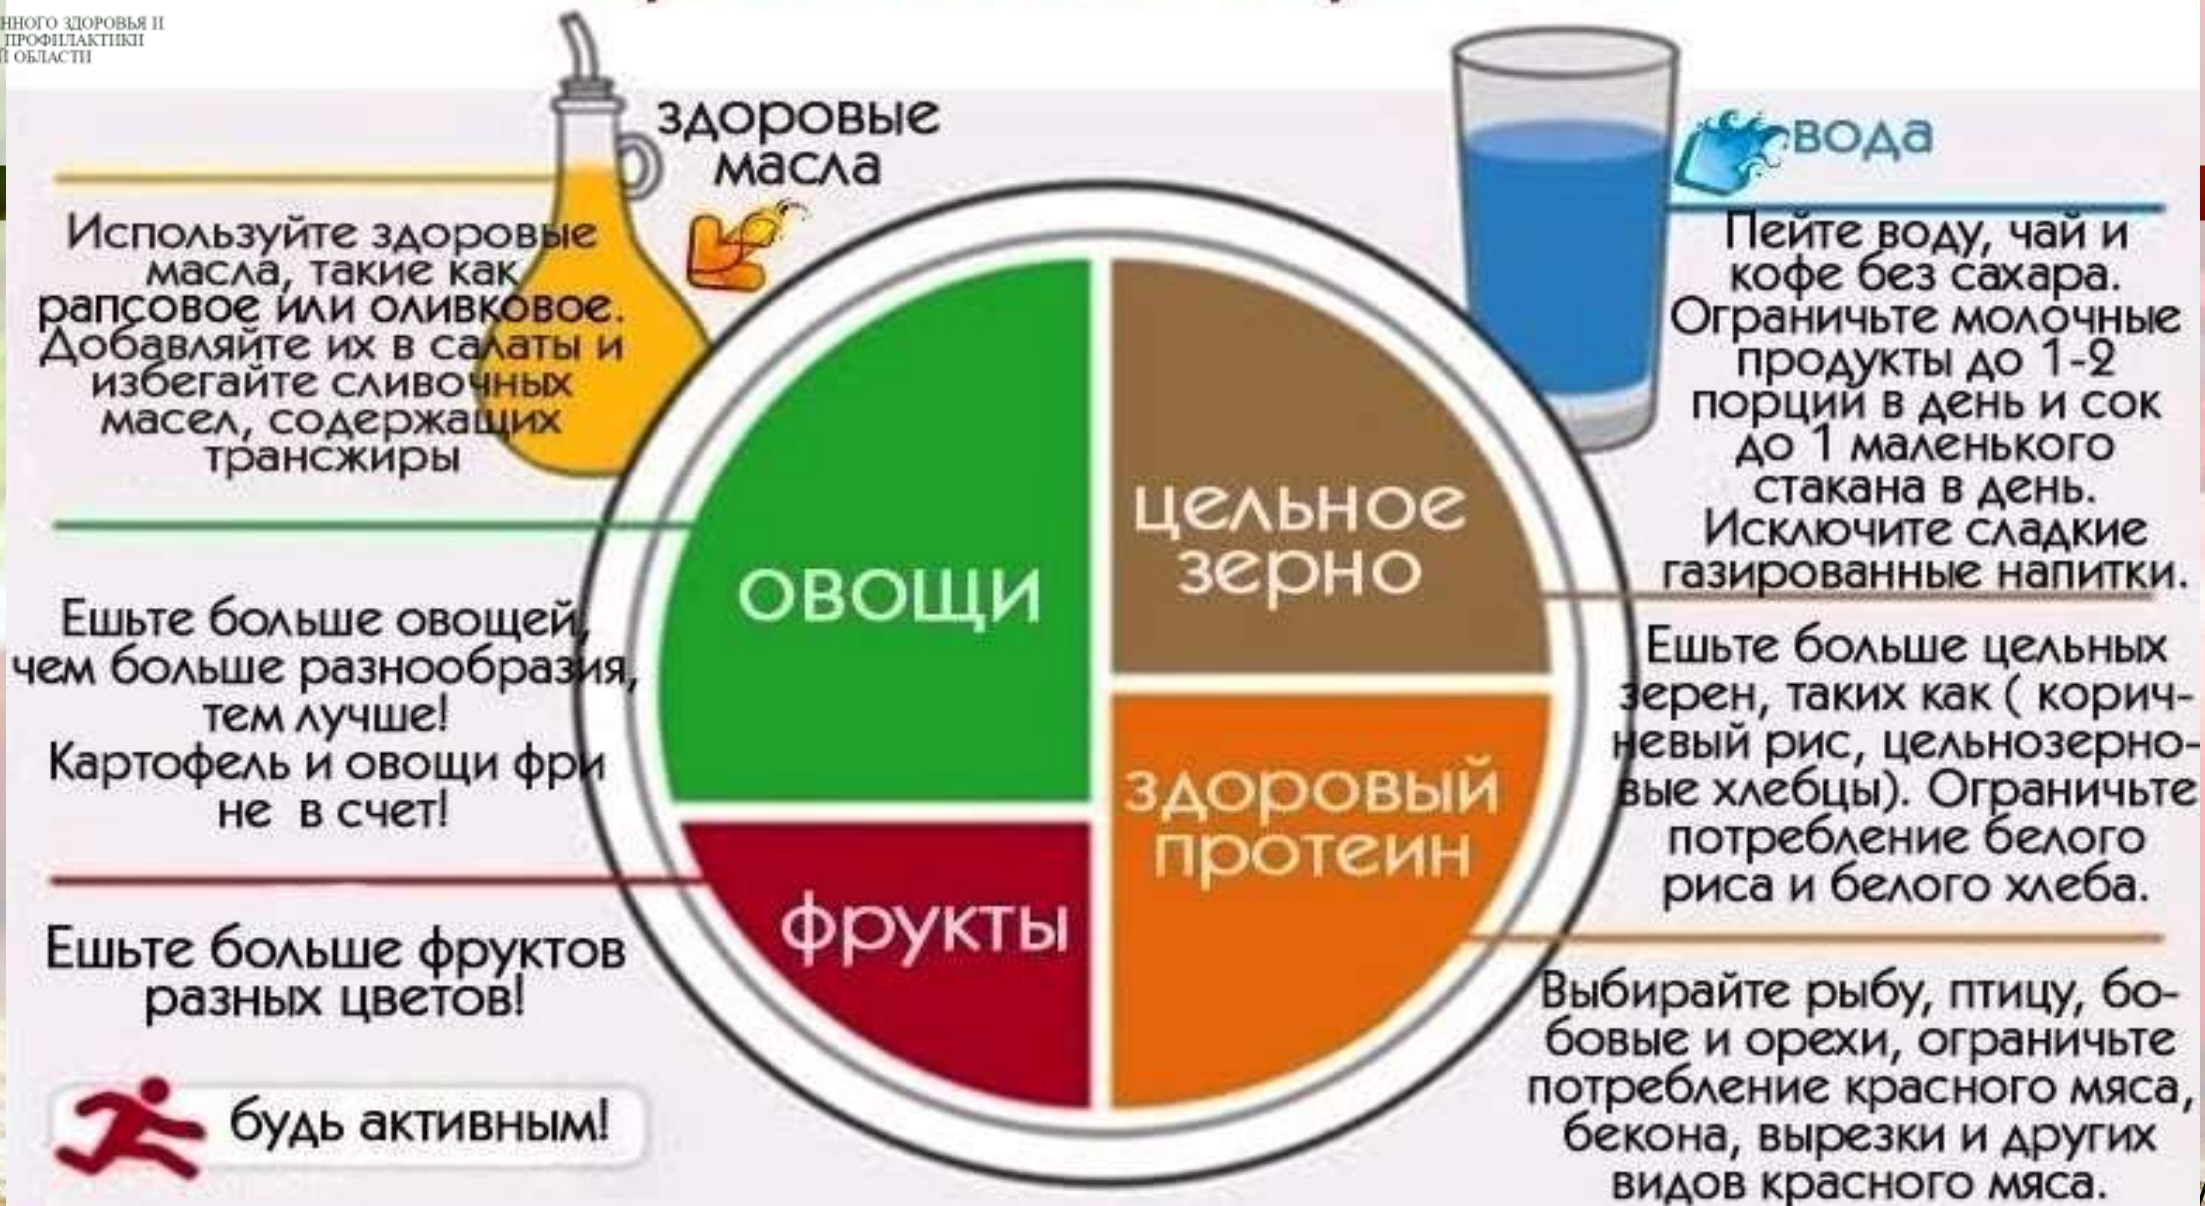 ННОГО ЗДОРОВЬЯ И
ПРОФИЛАКТИКИ
ОБЛАСТИ
здоровые
масла
Используйте здоровые
масла, такие как
рапсовое или оливковое.
Добавляйте их в салаты и
избегайте сливочных
масел, содержащих
трансжиры
Ешьте больше овощей,
чем больше разнообразия,
тем лучше!
Картофель и овощи фри
не в счет!
Ешьте больше фруктов
разных цветов!
будь активным!
овощи
фрукты
цельное
зерно
здоровый
протеин
вода
Пейте воду, чай и
кофе без сахара.
Ограничьте молочные
продукты до 1-2
порций в день и сок
до 1 маленького
стакана в день.
Исключите сладкие
газированные напитки.
Ешьте больше цельных
зерен, таких как ( корич-
невый рис, цельнозерно-
вые хлебцы). Ограничьте
потребление белого
риса и белого хлеба.
Выбирайте рыбу, птицу, бо-
бовые и орехи, ограничьте
потребление красного мяса,
бекона, вырезки и других
видов красного мяса.